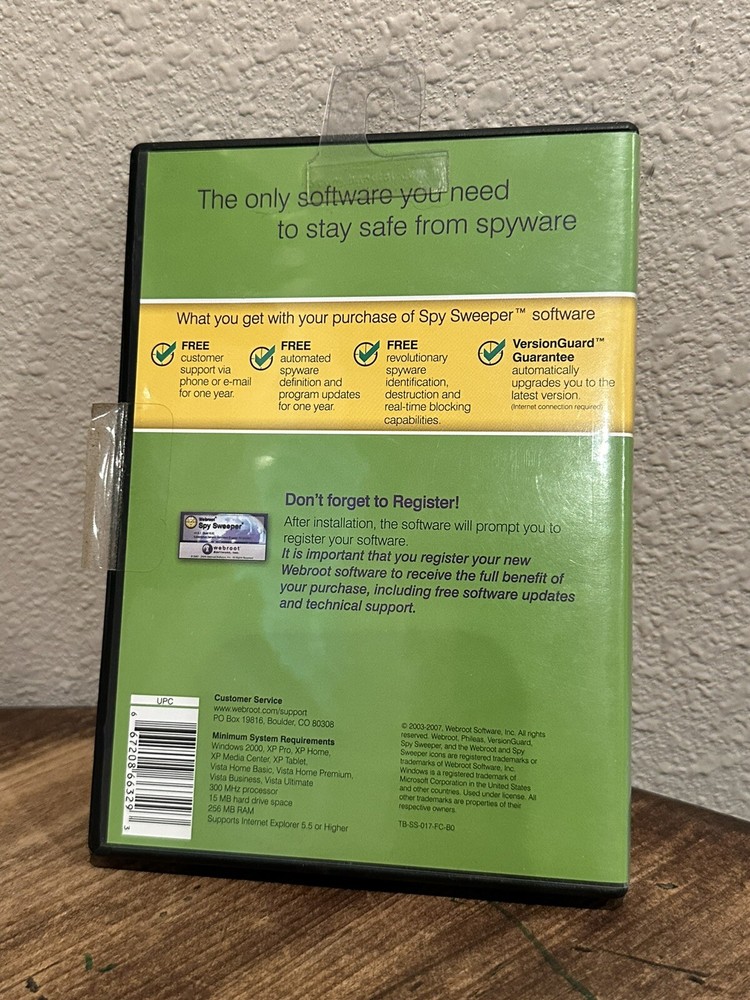 The only software you need
to stay safe from spyware
What you get with your purchase of Spy Sweeper™ software
FREE
customer
support via
phone or e-mail
for one year.
FREE
automated
spyware
definition and
program updates
for one year.
FREE
revolutionary
spyware
identification,
destruction and
real-time blocking
capabilities.
VersionGuard™
Guarantee
automatically
upgrades you to the
latest version.
(Internet connection required)
Don't forget to Register!
After installation, the software will prompt you to
register your software.
It is important that you register your new
Webroot software to receive the full benefit of
your purchase, including free software updates
and technical support.
Webroot
Spy Sweeper
webroot
UPC
6 67208 66329 3
Customer Service
www.webroot.com/support
PO Box 19816, Boulder, CO 80308
Minimum System Requirements
Windows 2000, XP Pro, XP Home,
XP Media Center, XP Tablet,
Vista Home Basic, Vista Home Premium,
Vista Business, Vista Ultimate
300 MHz processor
15 MB hard drive space
256 MB RAM
Supports Internet Explorer 5.5 or Higher
© 2003-2007, Webroot Software, Inc. All rights
reserved. Webroot, Phileas, VersionGuard,
Spy Sweeper, and the Webroot and Spy
Sweeper icons are registered trademarks or
trademarks of Webroot Software, Inc.
Windows is a registered trademark of
Microsoft Corporation in the United States
and other countries. Used under license. All
other trademarks are properties of their
respective owners.
TB-SS-017-FC-B0